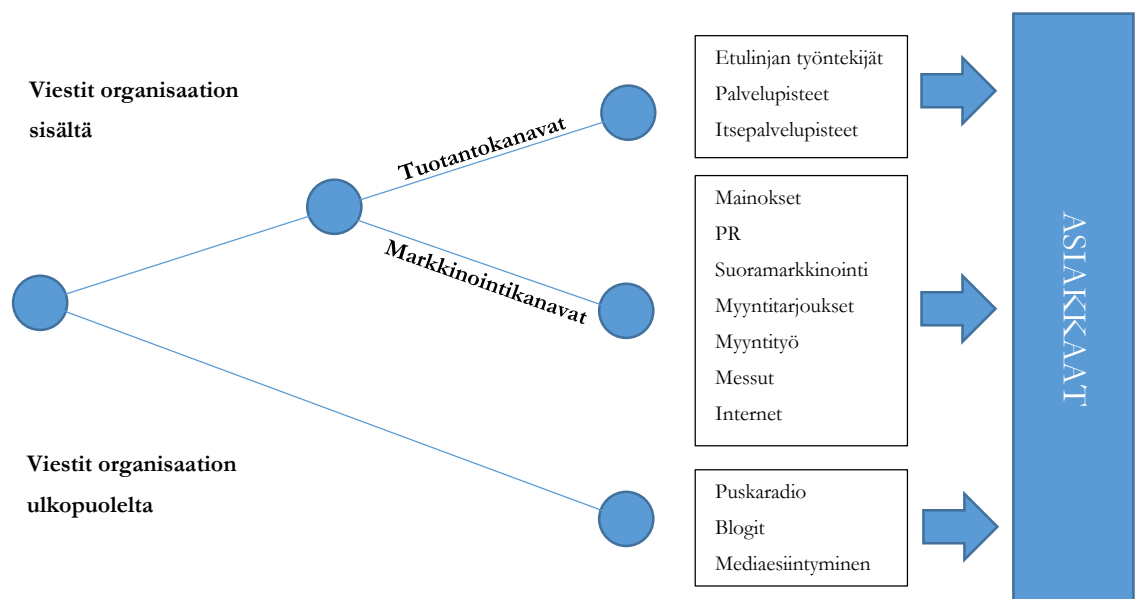 Viestit organisaation
sisältä
Tuotantokanavat
Markkinointikanavat
Viestit organisaation
ulkopuolelta
Etulinjan työntekijät
Palvelupisteet
Itsepalvelupisteet
Mainokset
PR
Suoramarkkinointi
Myyntitarjoukset
Myyntityö
Messut
Internet
Puskaradio
Blogit
Mediaesiintyminen
ASIAKKAAT